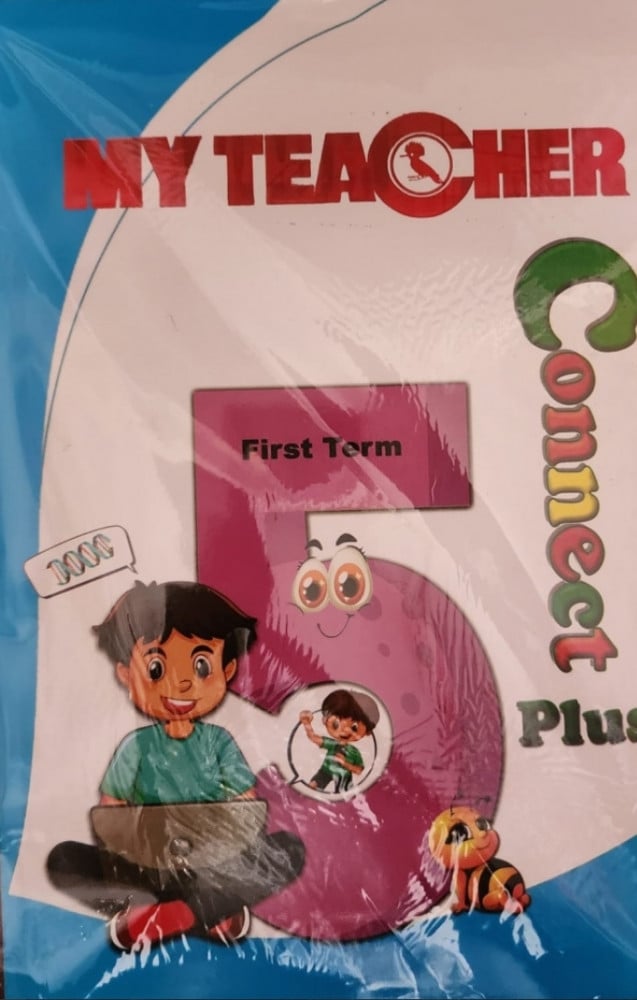 MY TEACHER
Connect
Plus
First Term
5